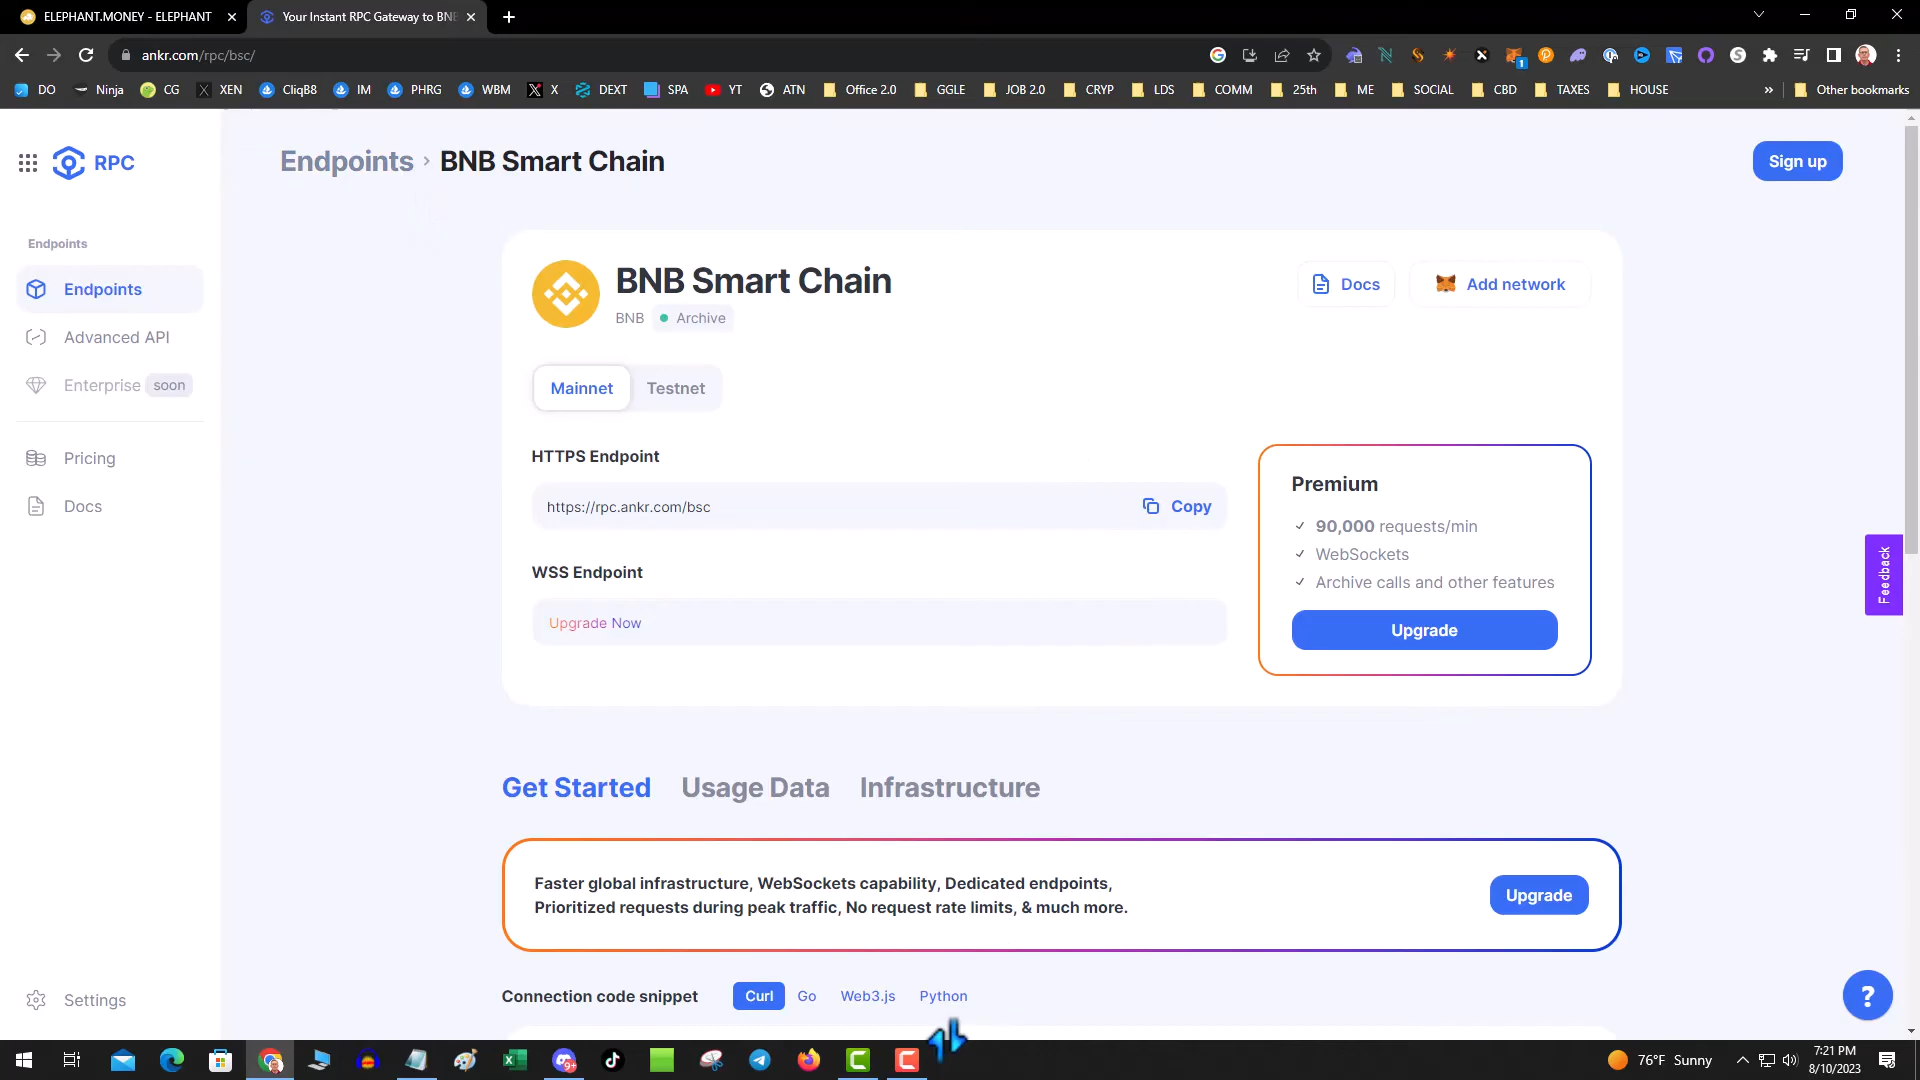 ELEPHANT.MONEY - ELEPHANT
Your Instant RPC Gateway to BNB
ankr.com/rpc/bsc/
DO
Ninja
CG
XEN
CliqB8
IM
PHRG
WBM
X
DEXT
SPA
YT
ATN
Office 2.0
GGLE
JOB 2.0
CRYP
LDS
COMM
25th
ME
SOCIAL
CBD
TAXES
HOUSE
»
Other bookmarks
RPC
Endpoints › BNB Smart Chain
Sign up
Endpoints
Endpoints
Advanced API
Enterprise soon
Pricing
Docs
Settings
BNB Smart Chain
BNB Archive
Docs
Add network
Mainnet
Testnet
HTTPS Endpoint
https://rpc.ankr.com/bsc
Copy
WSS Endpoint
Upgrade Now
Premium
90,000 requests/min
WebSockets
Archive calls and other features
Upgrade
Feedback
Get Started
Usage Data
Infrastructure
Faster global infrastructure, WebSockets capability, Dedicated endpoints,
Prioritized requests during peak traffic, No request rate limits, & much more.
Upgrade
Connection code snippet
Curl
Go
Web3.js
Python
?
76°F Sunny
7:21 PM
8/10/2023